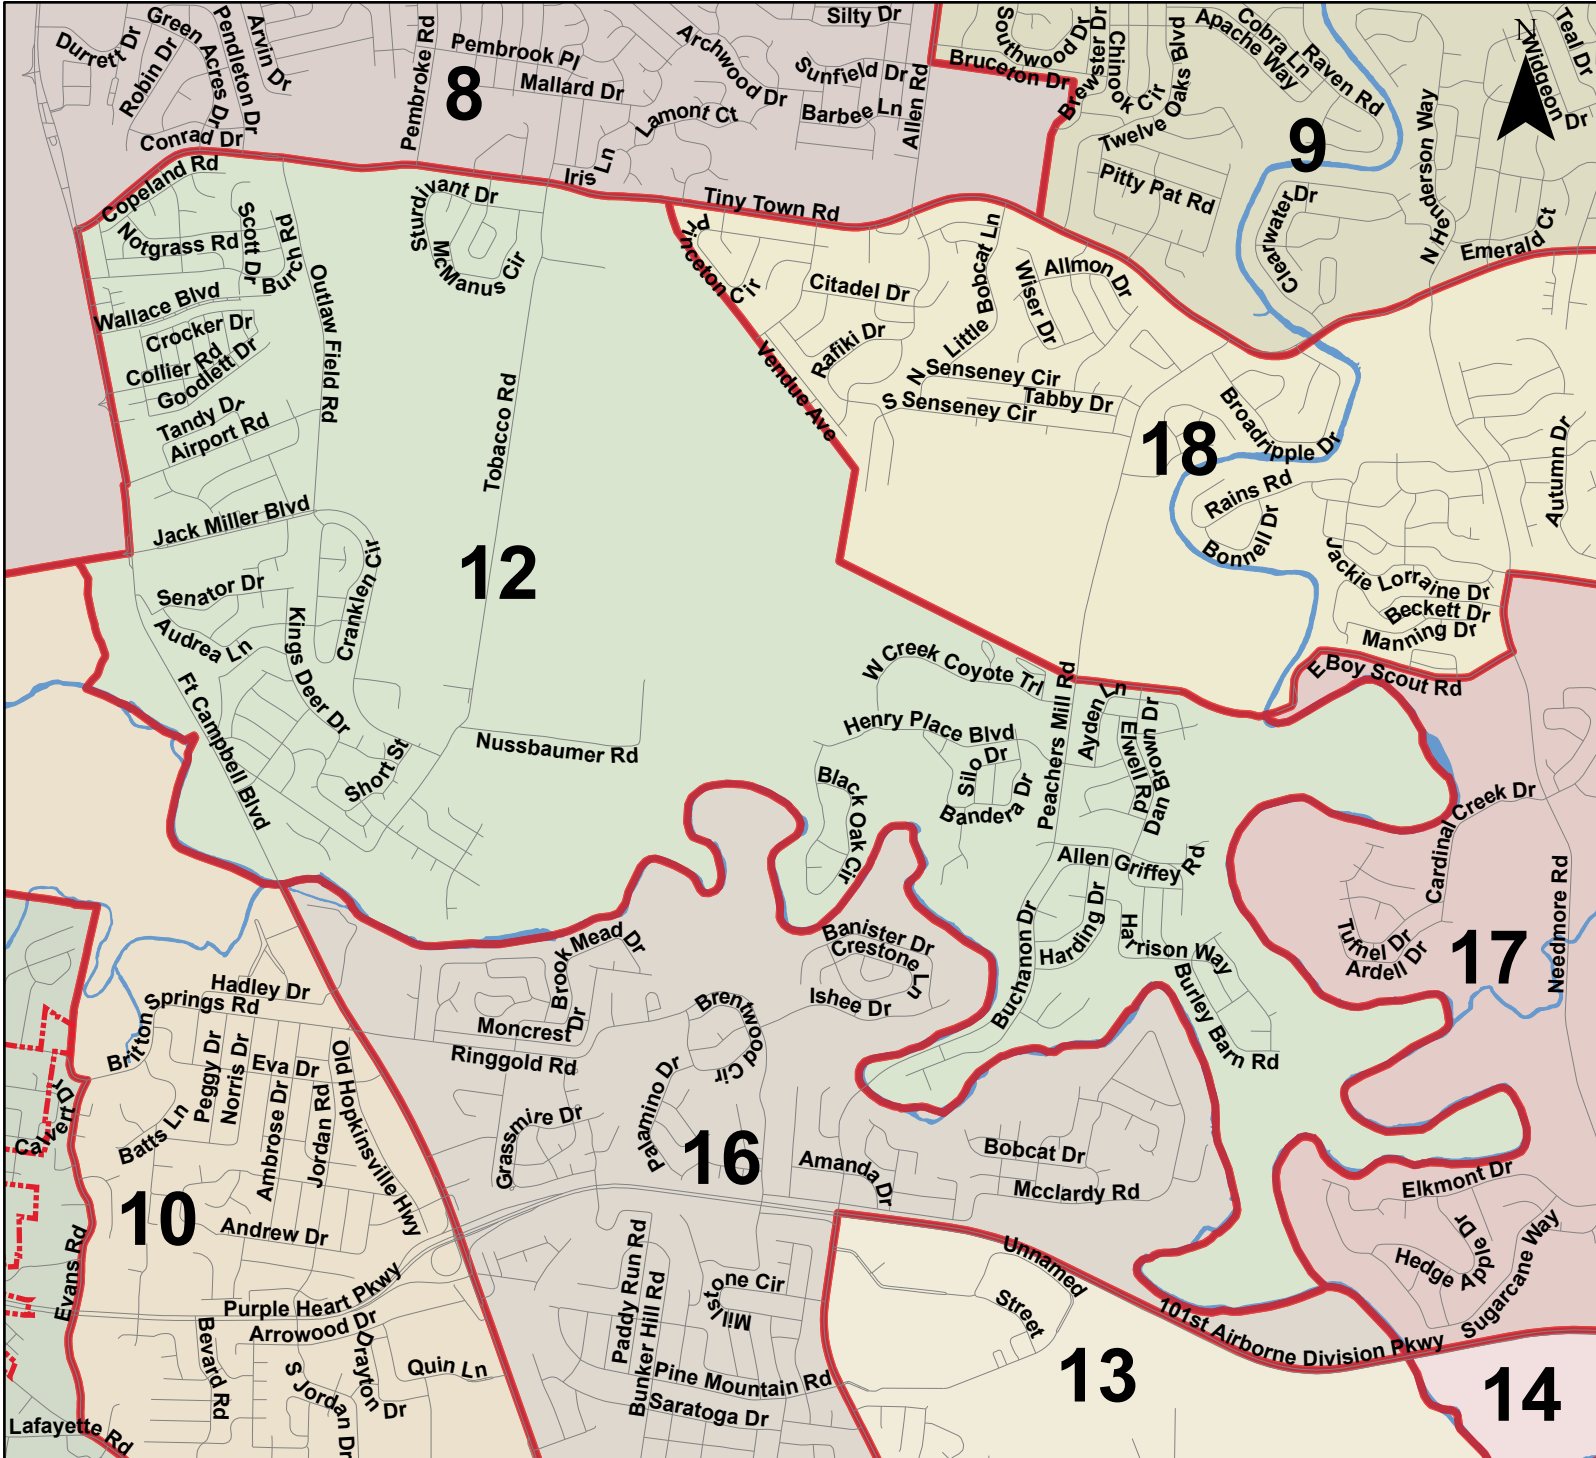 Silty Dr
Durrett Dr
Robin Dr
Green Acres Dr
Pendleton Dr
Arvin Dr
Conrad Dr
Pembroke Rd
8
Pembrook Pl
Mallard Dr
Archwood Dr
Lamont Ct
Sunfield Dr
Barbee Ln
Allen Rd
Iris Ln
Southwood Dr
Bruceton Dr
Brewster Dr
Chinook Cir
Twelve Oaks Blvd
Apache Way
Cobra Ln
Raven Rd
Pitty Pat Rd
9
Clearwater Dr
N Henderson Way
Emerald Ct
Teal Dr
Widgeon Dr
N
Tiny Town Rd
Copeland Rd
Notgrass Rd
Scott Dr
Burch Rd
Wallace Blvd
Crocker Dr
Collier Rd
Goodlett Dr
Tandy Dr
Airport Rd
Outlaw Field Rd
Sturdivant Dr
McManus Cir
Tobacco Rd
Jack Miller Blvd
12
Senator Dr
Audrea Ln
Kings Deer Dr
Cranklen Cir
Ft Campbell Blvd
Short St
Nussbaumer Rd
Princeton Cir
Vendue Ave
Citadel Dr
Rafiki Dr
Little Bobcat Ln
Wiser Dr
Allmon Dr
N Senseney Cir
S Senseney Cir
Tabby Dr
18
Broadripple Dr
Rains Rd
Bonnell Dr
Autumn Dr
Jackie Lorraine Dr
Beckett Dr
Manning Dr
E Boy Scout Rd
W Creek Coyote Trl
Henry Place Blvd
Silo Dr
Bandera Dr
Black Oak Cir
Peachers Mill Rd
Ayden Ln
Elwell Rd
Dan Brown Dr
Allen Griffey Rd
Buchanon Dr
Harding Dr
Harrison Way
Burley Barn Rd
Cardinal Creek Dr
Tufnel Dr
Ardell Dr
17
Needmore Rd
Banister Dr
Crestone Ln
Ishee Dr
Brook Mead Dr
Moncrest Dr
Ringgold Rd
Brentwood Cir
Palamino Dr
Grassmire Dr
16
Amanda Dr
Bobcat Dr
Mcclardy Rd
Hadley Dr
Britton Springs Rd
Peggy Dr
Norris Dr
Eva Dr
Ambrose Dr
Jordan Rd
Old Hopkinsville Hwy
Batts Ln
Calvert Dr
10
Andrew Dr
Evans Rd
Purple Heart Pkwy
Arrowood Dr
Bevard Rd
S Jordan Dr
Drayton Dr
Quin Ln
Lafayette Rd
Paddy Run Rd
Bunker Hill Rd
Millstone Cir
Pine Mountain Rd
Saratoga Dr
Unnamed Street
13
101st Airborne Division Pkwy
Elkmont Dr
Hedge Apple Dr
Sugarcane Way
14